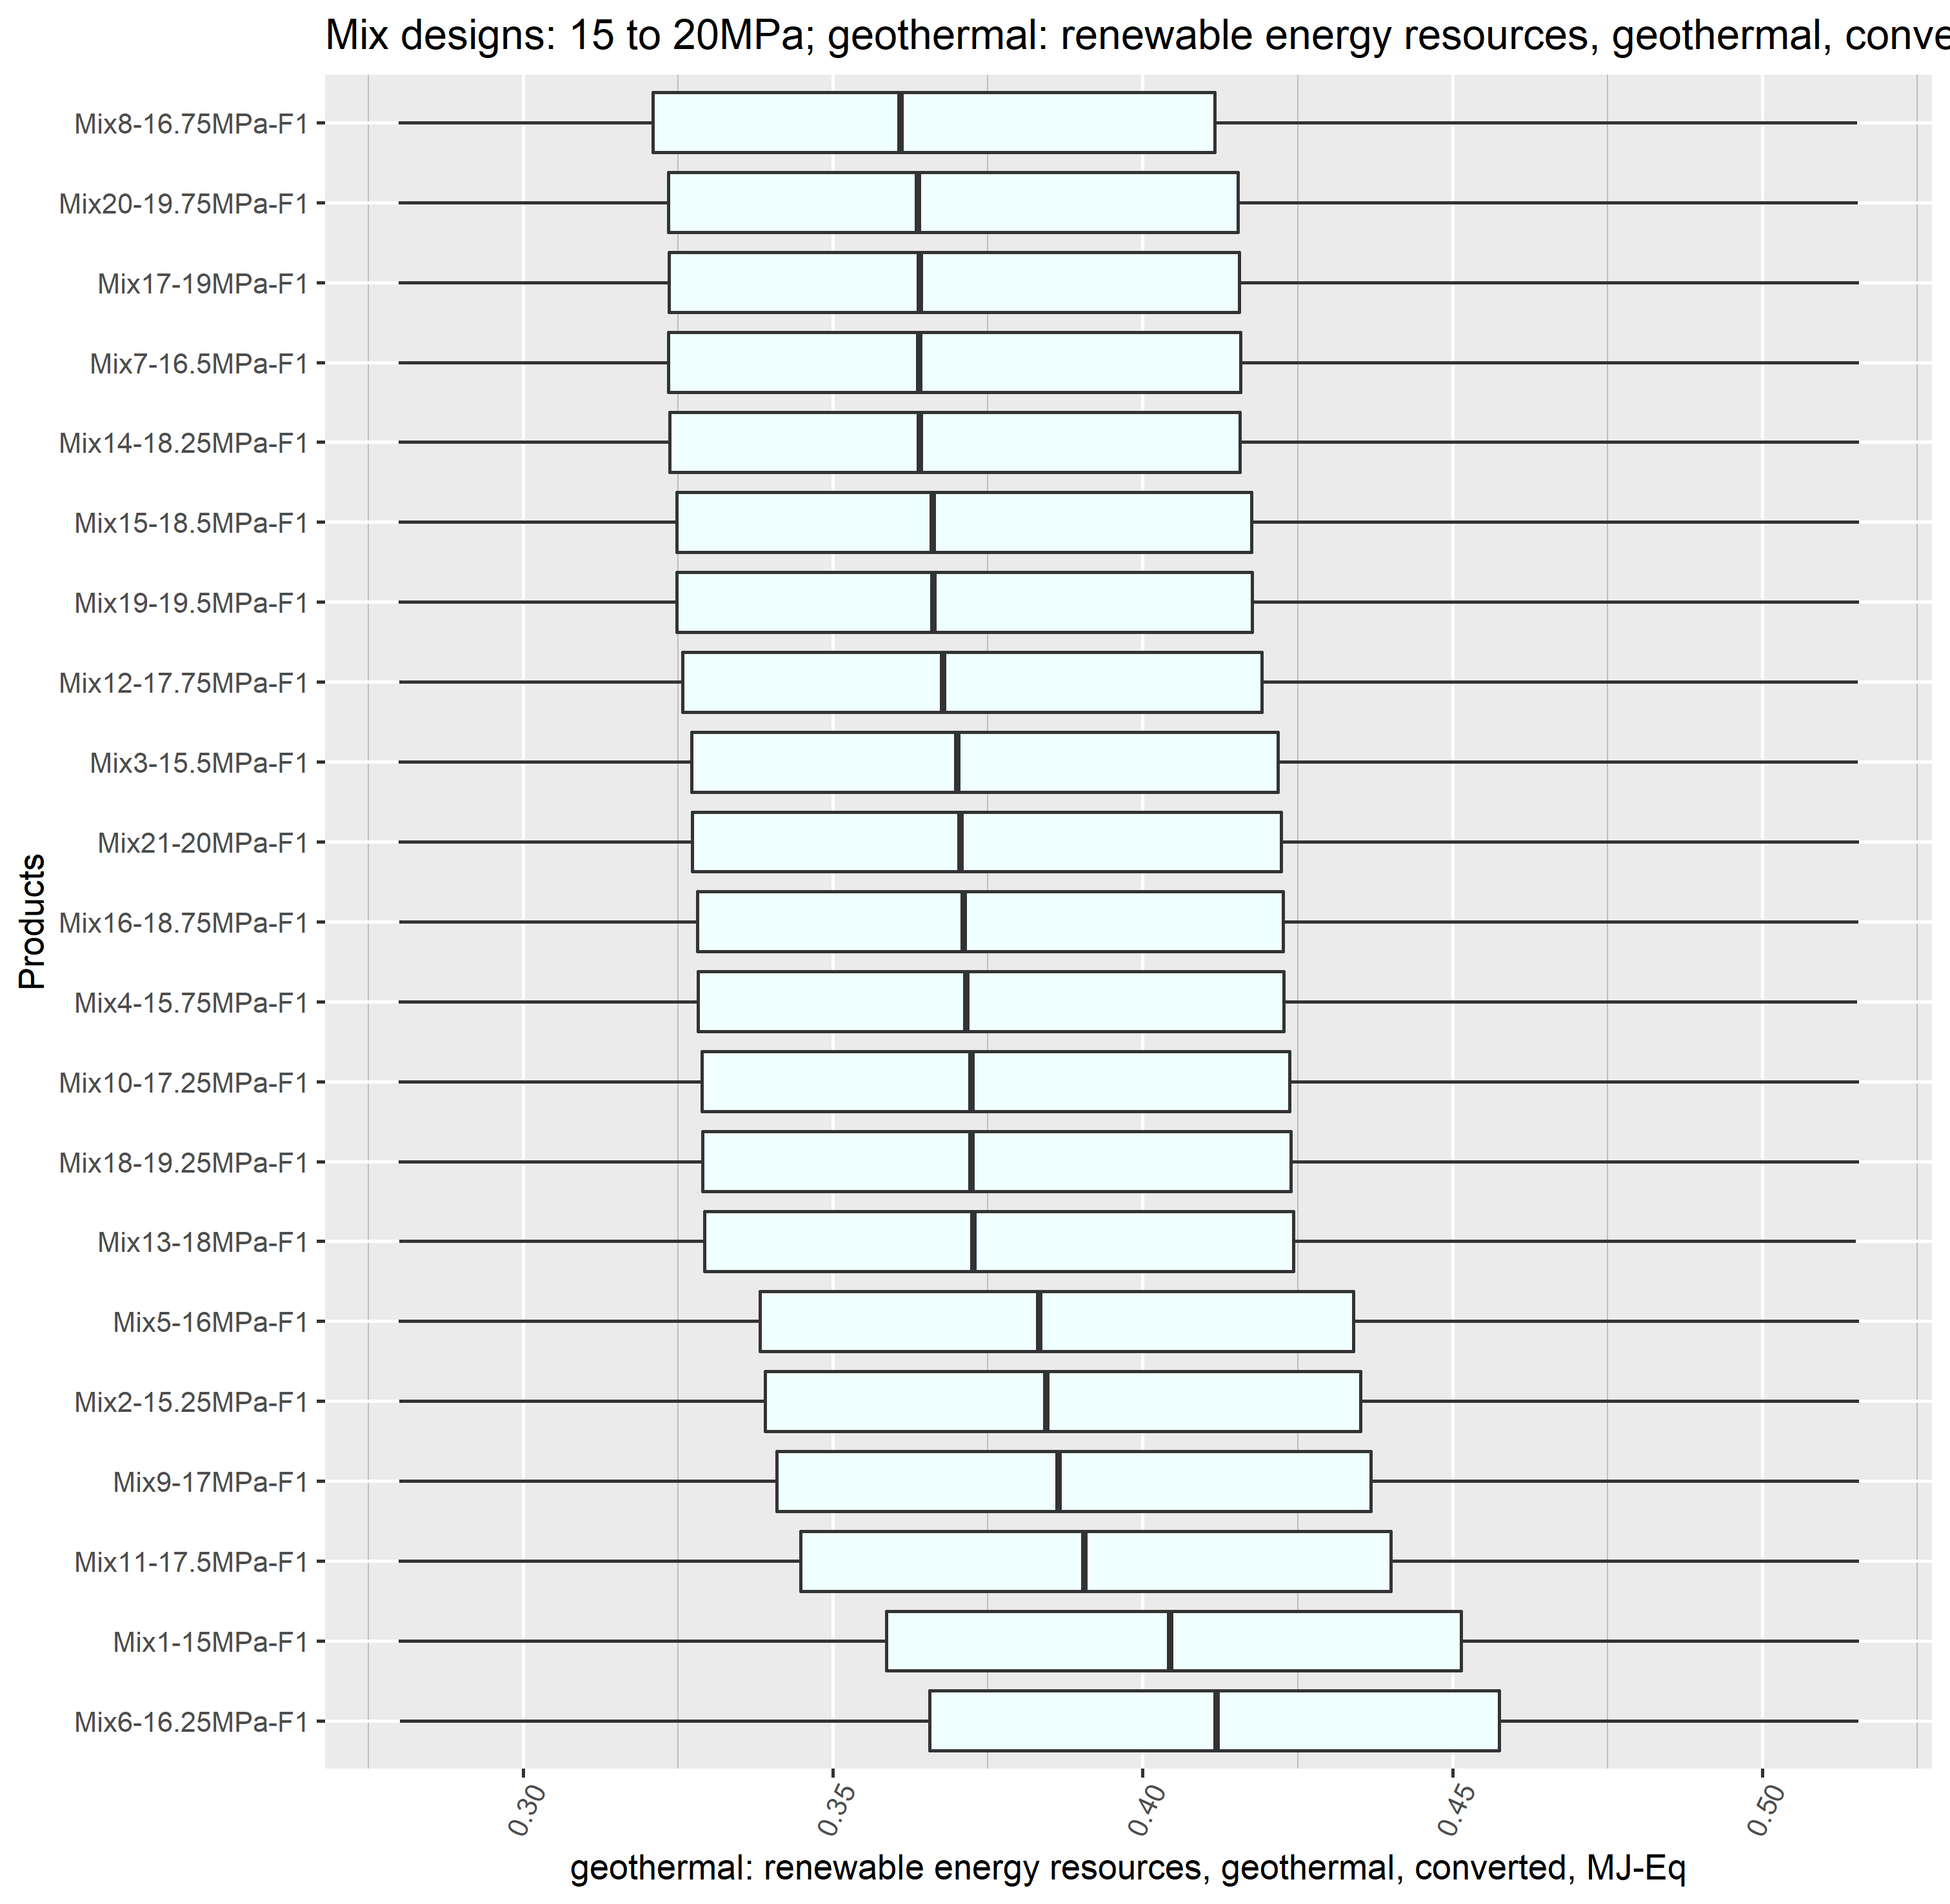 Mix designs: 15 to 20MPa; geothermal: renewable energy resources, geothermal, conve
Mix8-16.75MPa-F1
Mix20-19.75MPa-F1
Mix17-19MPa-F1
Mix7-16.5MPa-F1
Mix14-18.25MPa-F1
Mix15-18.5MPa-F1
Mix19-19.5MPa-F1
Mix12-17.75MPa-F1
Mix3-15.5MPa-F1
Mix21-20MPa-F1
Mix16-18.75MPa-F1
Mix4-15.75MPa-F1
Mix10-17.25MPa-F1
Mix18-19.25MPa-F1
Mix13-18MPa-F1
Mix5-16MPa-F1
Mix2-15.25MPa-F1
Mix9-17MPa-F1
Mix11-17.5MPa-F1
Mix1-15MPa-F1
Mix6-16.25MPa-F1
Products
0.30
0.35
0.40
0.45
0.50
geothermal: renewable energy resources, geothermal, converted, MJ-Eq